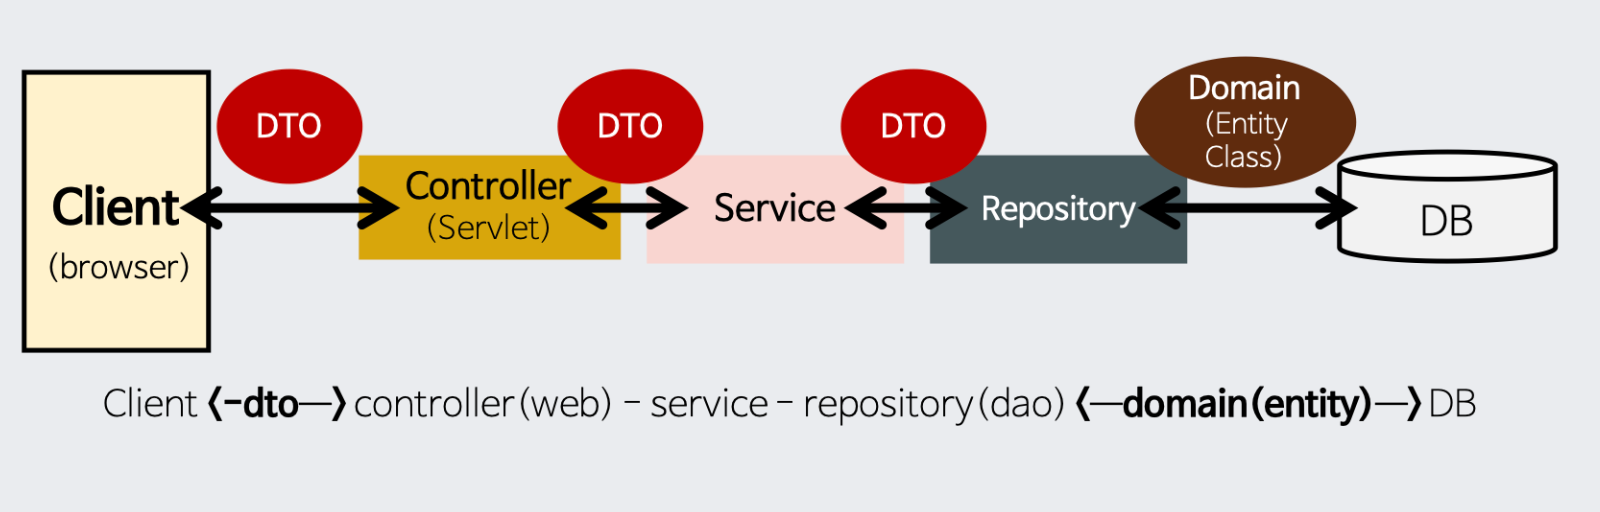 DTO
DTO
DTO
Domain
(Entity
Class)
Client
(browser)
Controller
(Servlet)
Service
Repository
DB
Client <-dto—> controller(web) - service - repository(dao) <—domain(entity)—> DB